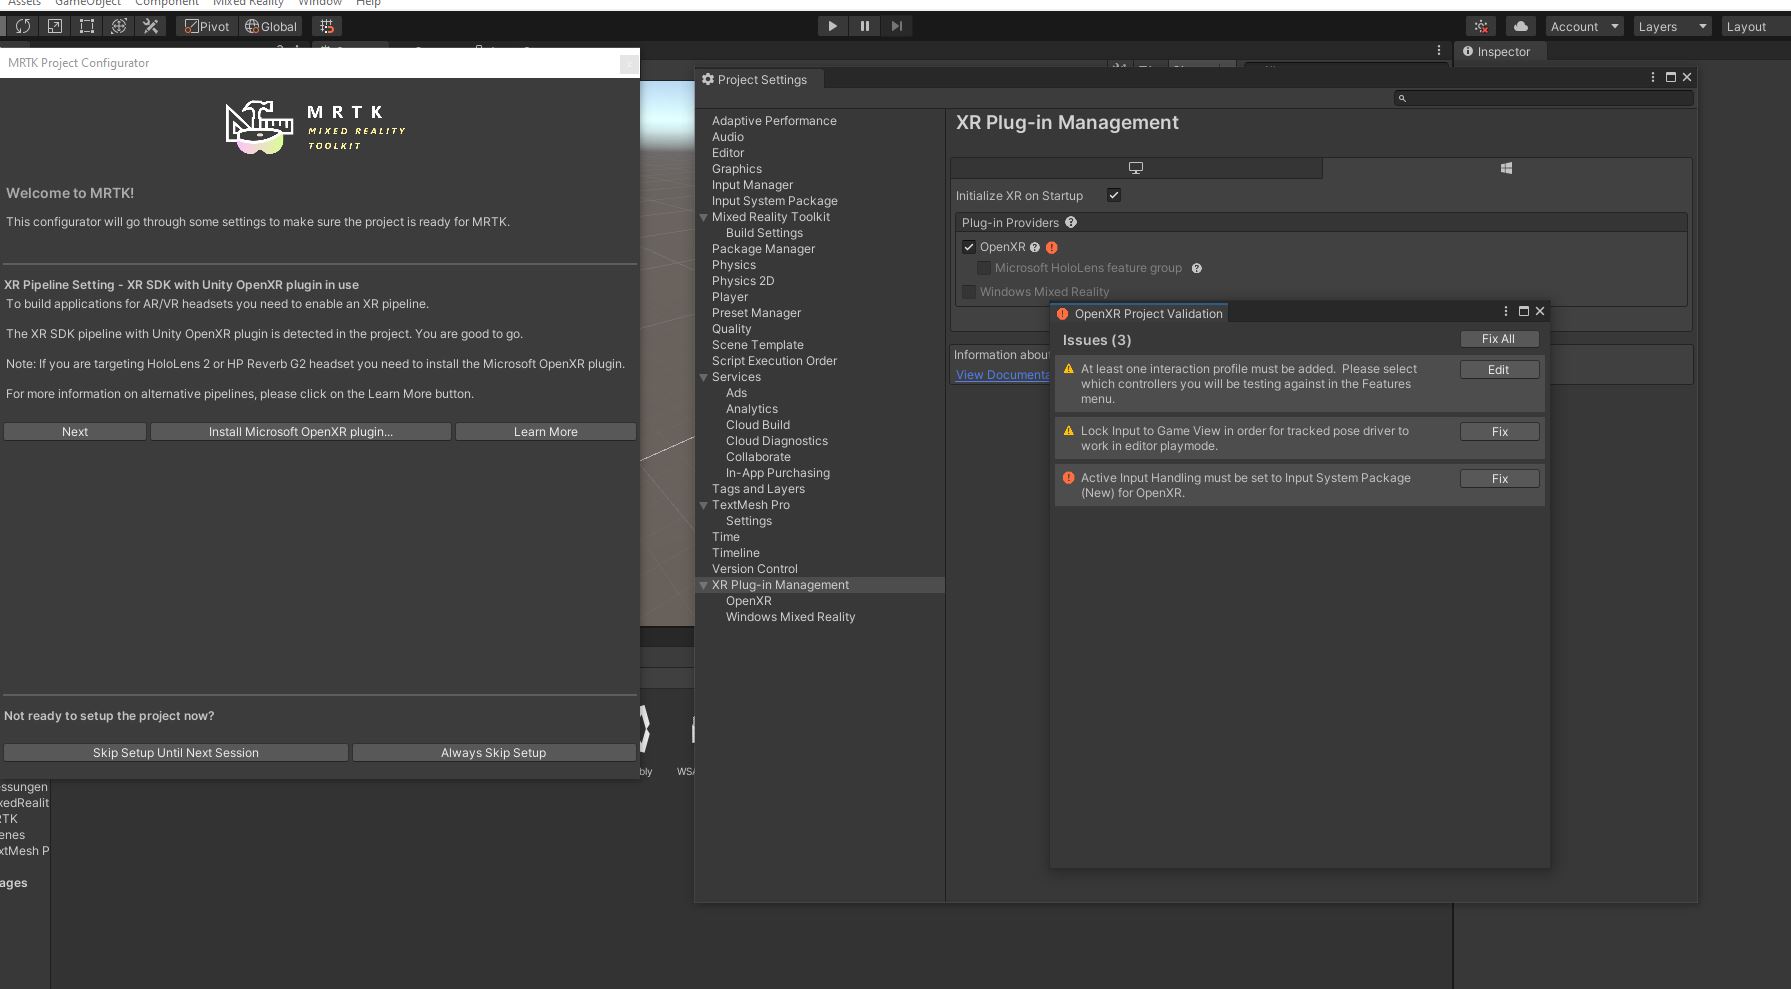 Assets GameObject Component Mixed Reality Window Help
Pivot Global Account Layers Layout
Inspector
MRTK Project Configurator
MRTK
MIXED REALITY
TOOLKIT
Welcome to MRTK!
This configurator will go through some settings to make sure the project is ready for MRTK.
XR Pipeline Setting - XR SDK with Unity OpenXR plugin in use
To build applications for AR/VR headsets you need to enable an XR pipeline.
The XR SDK pipeline with Unity OpenXR plugin is detected in the project. You are good to go.
Note: If you are targeting HoloLens 2 or HP Reverb G2 headset you need to install the Microsoft OpenXR plugin.
For more information on alternative pipelines, please click on the Learn More button.
Next Install Microsoft OpenXR plugin... Learn More
Not ready to setup the project now?
Skip Setup Until Next Session Always Skip Setup
bly WSA
ssungen
xedRealit
RTK
enes
xtMesh P
ages
Project Settings
Adaptive Performance
Audio
Editor
Graphics
Input Manager
Input System Package
Mixed Reality Toolkit
Build Settings
Package Manager
Physics
Physics 2D
Player
Preset Manager
Quality
Scene Template
Script Execution Order
Services
Ads
Analytics
Cloud Build
Cloud Diagnostics
Collaborate
In-App Purchasing
Tags and Layers
TextMesh Pro
Settings
Time
Timeline
Version Control
XR Plug-in Management
OpenXR
Windows Mixed Reality
XR Plug-in Management
Initialize XR on Startup
Plug-in Providers
OpenXR
Microsoft HoloLens feature group
Windows Mixed Reality
Information about
View Documenta
OpenXR Project Validation
Issues (3)
Fix All
At least one interaction profile must be added. Please select
which controllers you will be testing against in the Features
menu.
Edit
Lock Input to Game View in order for tracked pose driver to
work in editor playmode.
Fix
Active Input Handling must be set to Input System Package
(New) for OpenXR.
Fix